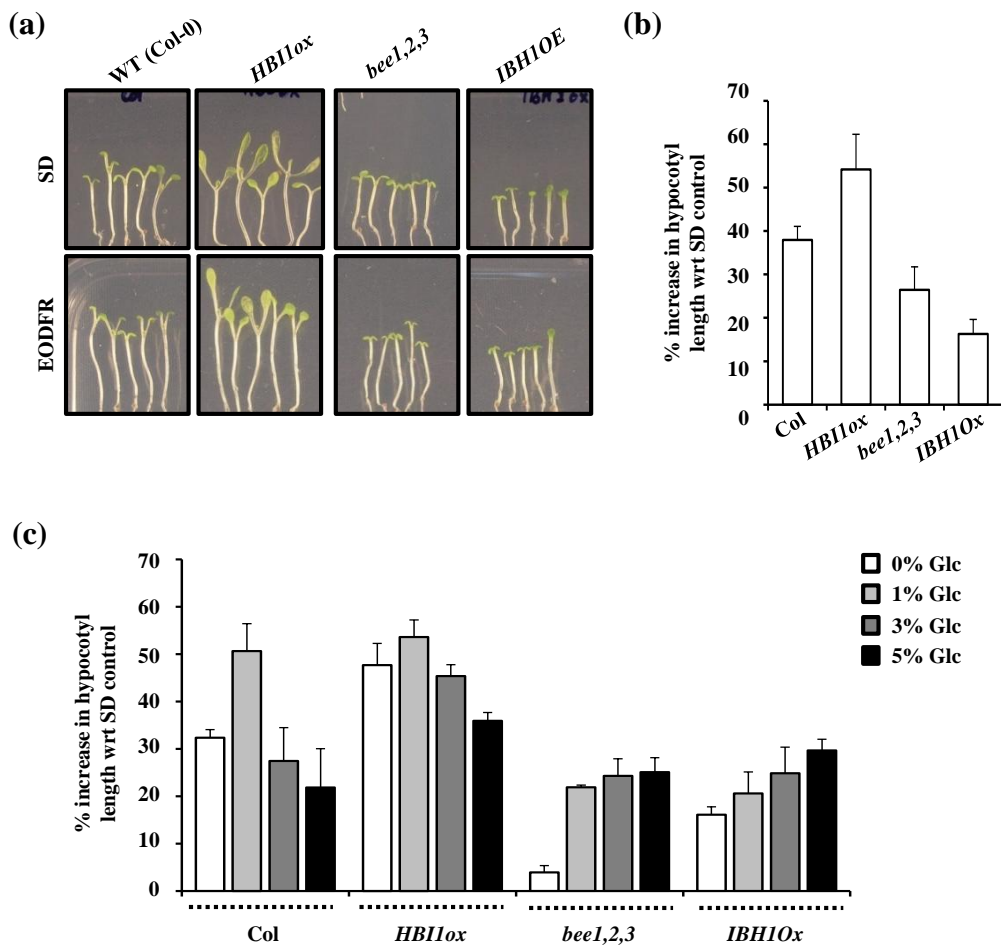 (a)
WT (Col-0)
HBI1ox
bee1,2,3
IBH1OE
SD
EODFR
(b)
% increase in hypocotyl
length wrt SD control
70
60
50
40
30
20
10
0
Col
HBI1ox
bee1,2,3
IBH1Ox
(c)
% increase in hypocotyl
length wrt SD control
70
60
50
40
30
20
10
0
0% Glc
1% Glc
3% Glc
5% Glc
Col
HBI1ox
bee1,2,3
IBH1Ox